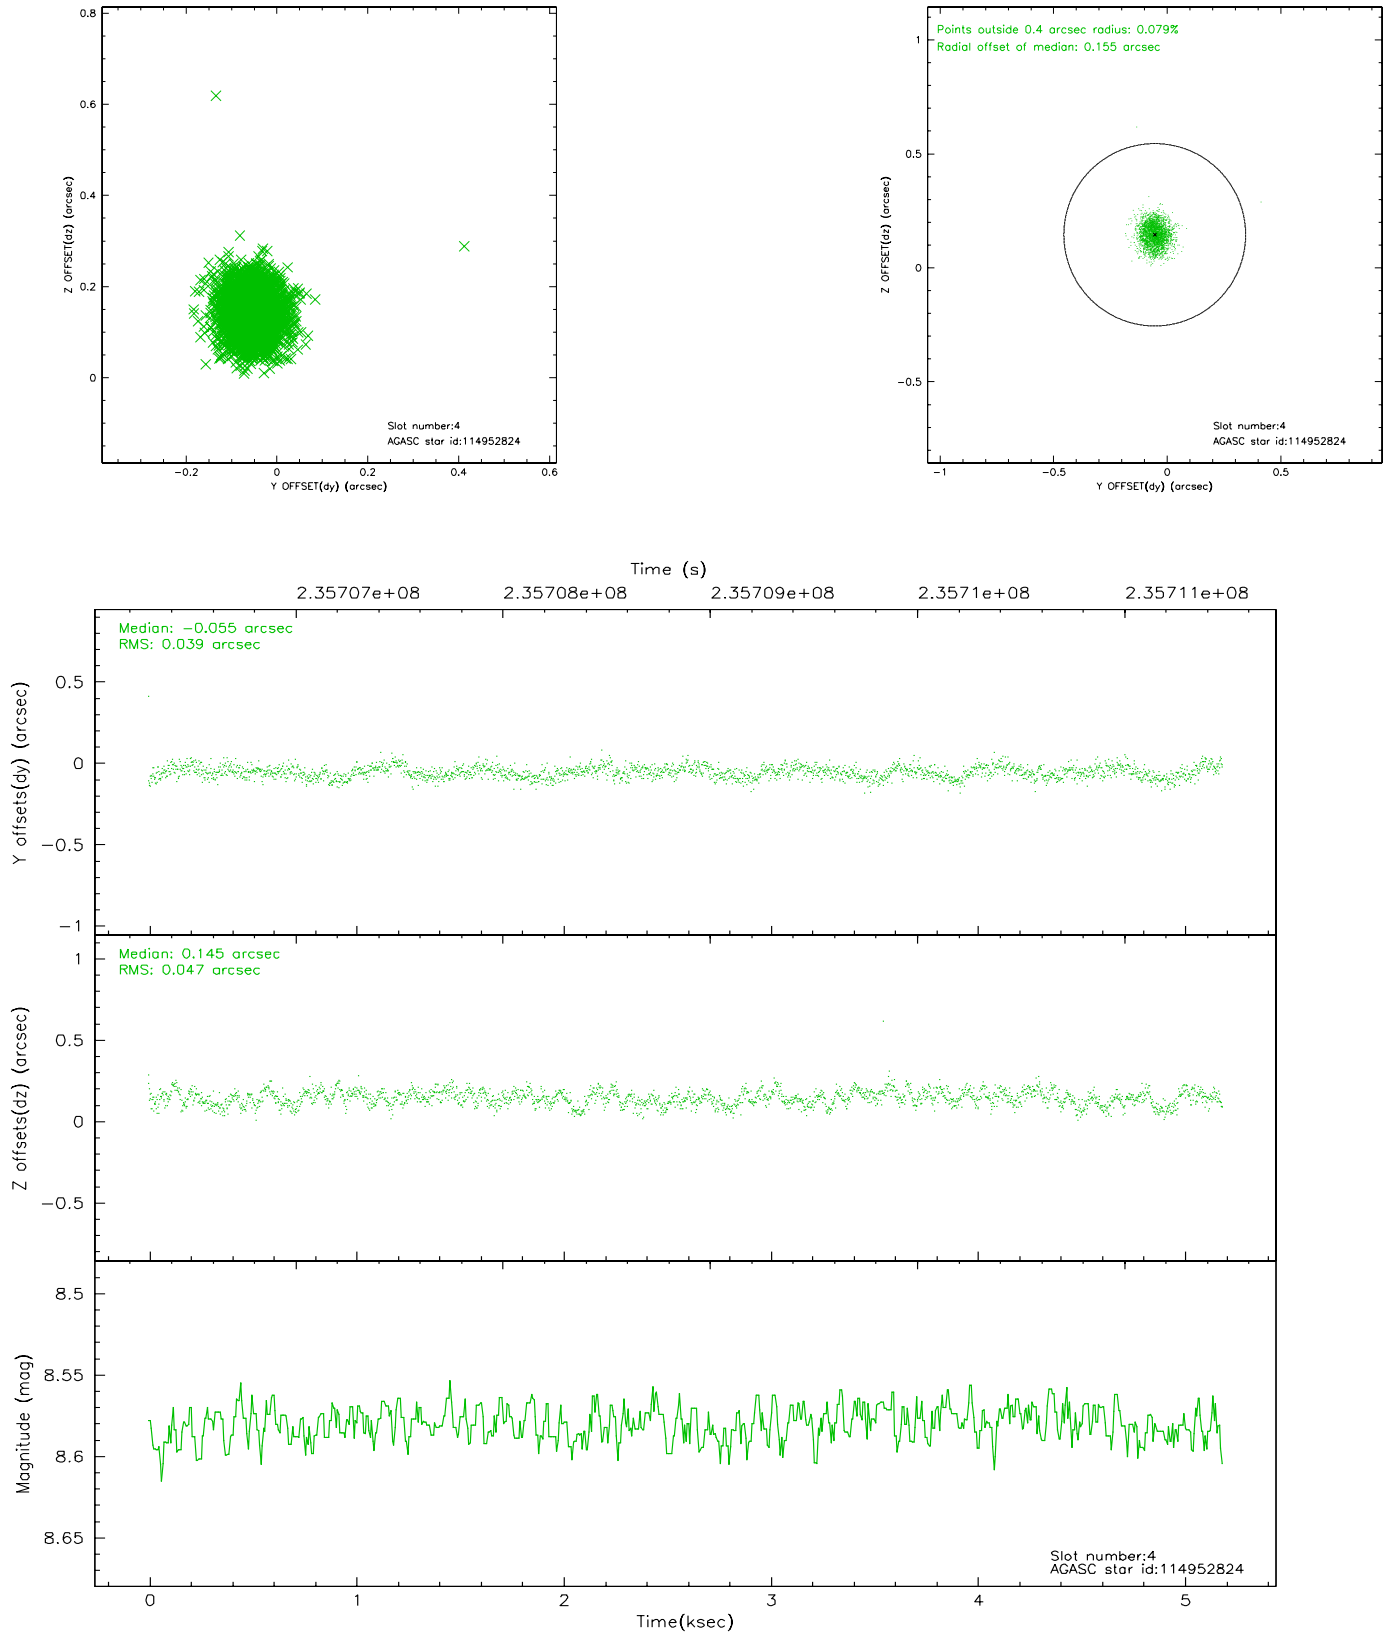 0.8
0.6
0.4
0.2
0
Z OFFSET(dz) (arcsec)
Slot number:4
AGASC star id:114952824
-0.2 0 0.2 0.4 0.6
Y OFFSET(dy) (arcsec)
Points outside 0.4 arcsec radius: 0.079%
Radial offset of median: 0.155 arcsec
1
0.5
0
-0.5
Z OFFSET(dz) (arcsec)
Slot number:4
AGASC star id:114952824
-1 -0.5 0 0.5
Y OFFSET(dy) (arcsec)
Time (s)
2.35707e+08 2.35708e+08 2.35709e+08 2.3571e+08 2.35711e+08
Median: -0.055 arcsec
RMS: 0.039 arcsec
0.5
0
-0.5
-1
Y offsets(dy) (arcsec)
Median: 0.145 arcsec
RMS: 0.047 arcsec
1
0.5
0
-0.5
Z offsets(dz) (arcsec)
8.5
8.55
8.6
8.65
Magnitude (mag)
Slot number:4
AGASC star id:114952824
0 1 2 3 4 5
Time(ksec)